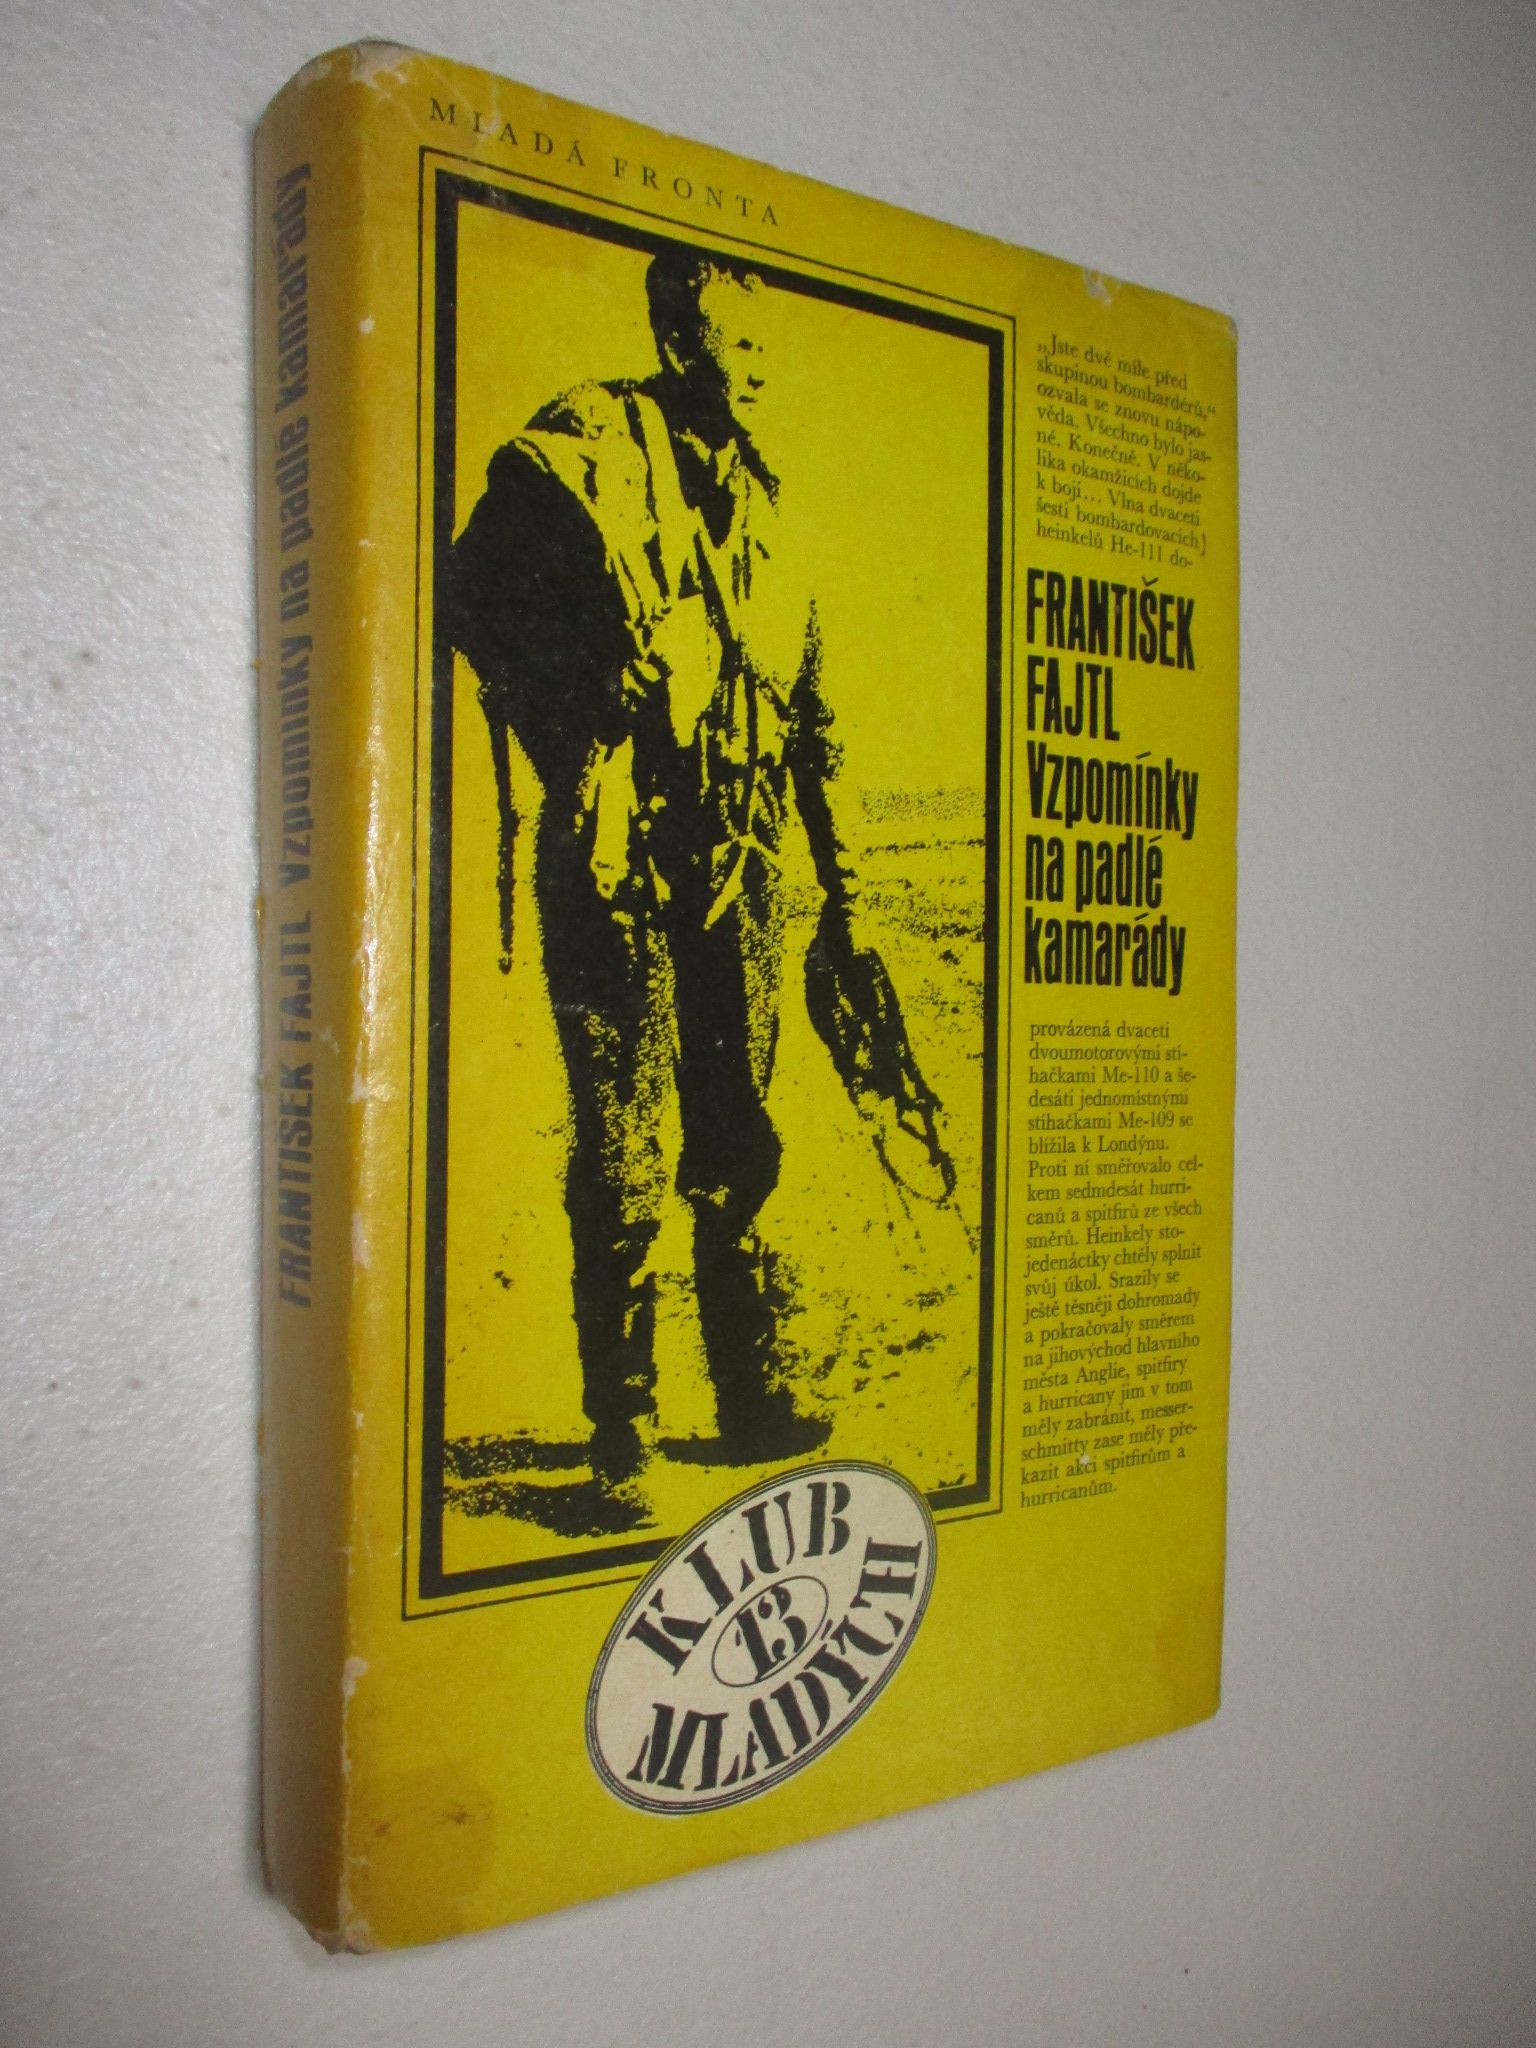 FRANTIŠEK FAJTL Vzpomínky na padlé kamarády
MLADÁ FRONTA
„Jste dvě míle před
skupinou bombardérů,“
ozvala se znovu nápo-
věda. Všechno bylo jas-
né. Konečně. V něko-
lika okamžicích dojde
k boji... Vlna dvaceti
šesti bombardovacích
heinkelů He-111 do-
FRANTIŠEK
FAJTL
Vzpomínky
na padlé
kamarády
provázená dvaceti
dvoumotorovými stí-
hačkami Me-110 a še-
desáti jednomístnými
stíhačkami Me-109 se
blížila k Londýnu.
Proti ní směřovalo cel-
kem sedmdesát hurri-
canů a spitfirů ze všech
směrů. Heinkely sto-
jedenáctky chtěly splnit
svůj úkol. Srazily se
ještě těsněji dohromady
a pokračovaly směrem
na jihovýchod hlavního
města Anglie, spitfiry
a hurricany jim v tom
měly zabránit, messer-
schmitty zase měly pře-
kazit akci spitfirům a
hurricanům.
KLUB
13
MLADÝCH